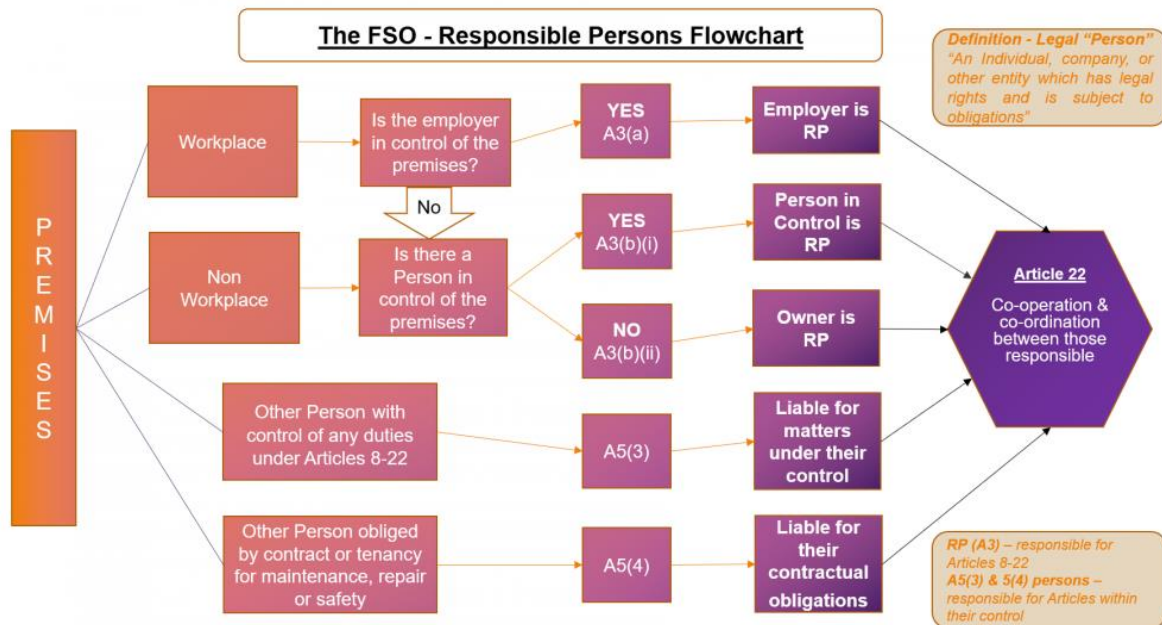 The FSO - Responsible Persons Flowchart
Definition - Legal “Person”
“An Individual, company, or
other entity which has legal
rights and is subject to
obligations”
PREMISES
Workplace
Is the employer
in control of the
premises?
YES
A3(a)
Employer is
RP
No
Non
Workplace
Is there a
Person in
control of the
premises?
YES
A3(b)(i)
Person in
Control is
RP
NO
A3(b)(ii)
Owner is
RP
Article 22
Co-operation &
co-ordination
between those
responsible
Other Person with
control of any duties
under Articles 8-22
A5(3)
Liable for
matters
under their
control
Other Person obliged
by contract or tenancy
for maintenance, repair
or safety
A5(4)
Liable for
their
contractual
obligations
RP (A3) – responsible for
Articles 8-22
A5(3) & 5(4) persons –
responsible for Articles within
their control